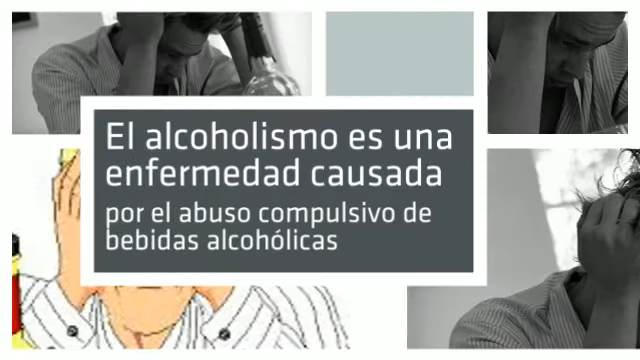 El alcoholismo es una
enfermedad causada
por el abuso compulsivo de
bebidas alcohólicas